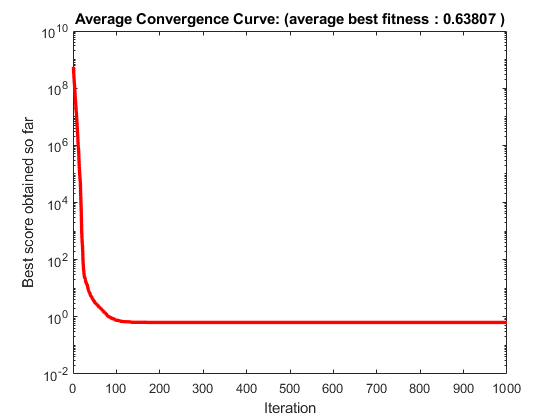 Average Convergence Curve: (average best fitness : 0.63807 )
10^10
10^8
10^6
10^4
10^2
10^0
10^-2
Best score obtained so far
0 100 200 300 400 500 600 700 800 900 1000
Iteration